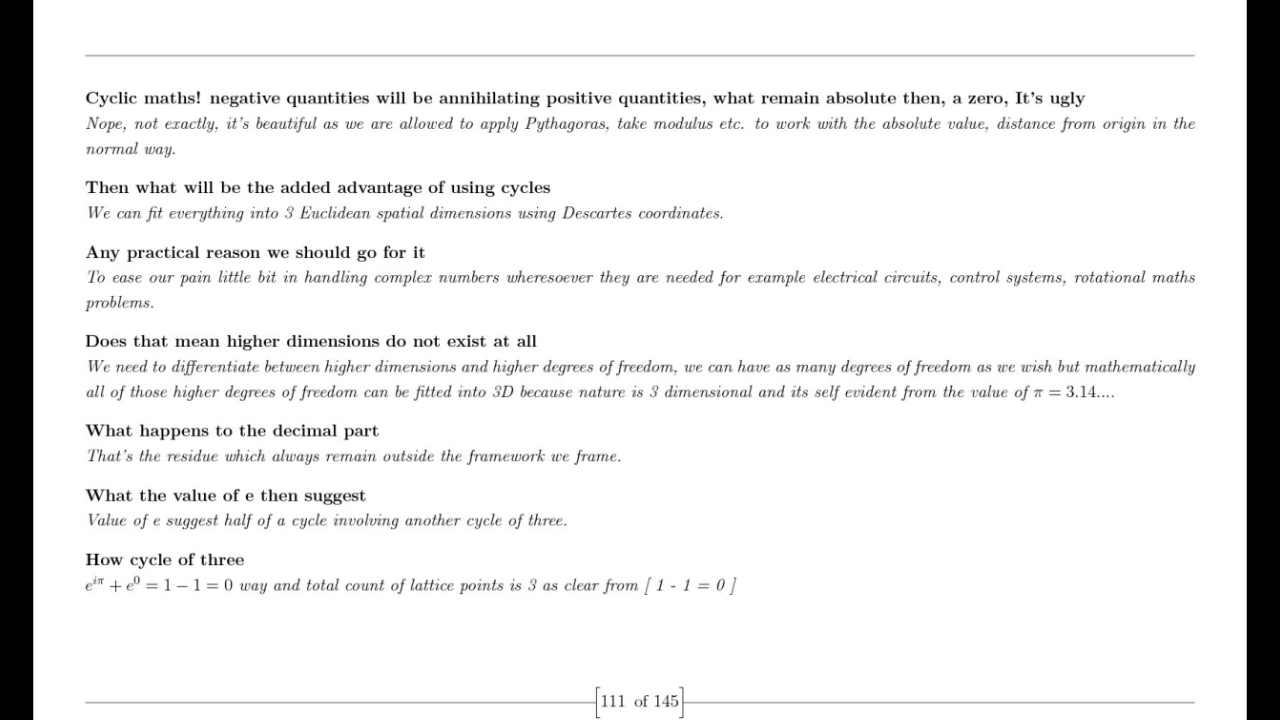 Cyclic maths! negative quantities will be annihilating positive quantities, what remain absolute then, a zero, It's ugly
Nope, not exactly, it's beautiful as we are allowed to apply Pythagoras, take modulus etc. to work with the absolute value, distance from origin in the
normal way.
Then what will be the added advantage of using cycles
We can fit everything into 3 Euclidean spatial dimensions using Descartes coordinates.
Any practical reason we should go for it
To ease our pain little bit in handling complex numbers wheresoever they are needed for example electrical circuits, control systems, rotational maths
problems.
Does that mean higher dimensions do not exist at all
We need to differentiate between higher dimensions and higher degrees of freedom, we can have as many degrees of freedom as we wish but mathematically
all of those higher degrees of freedom can be fitted into 3D because nature is 3 dimensional and its self evident from the value of π = 3.14....
What happens to the decimal part
That's the residue which always remain outside the framework we frame.
What the value of e then suggest
Value of e suggest half of a cycle involving another cycle of three.
How cycle of three
e^{iπ} + e^0 = 1 − 1 = 0 way and total count of lattice points is 3 as clear from [ 1 - 1 = 0 ]
[111 of 145]